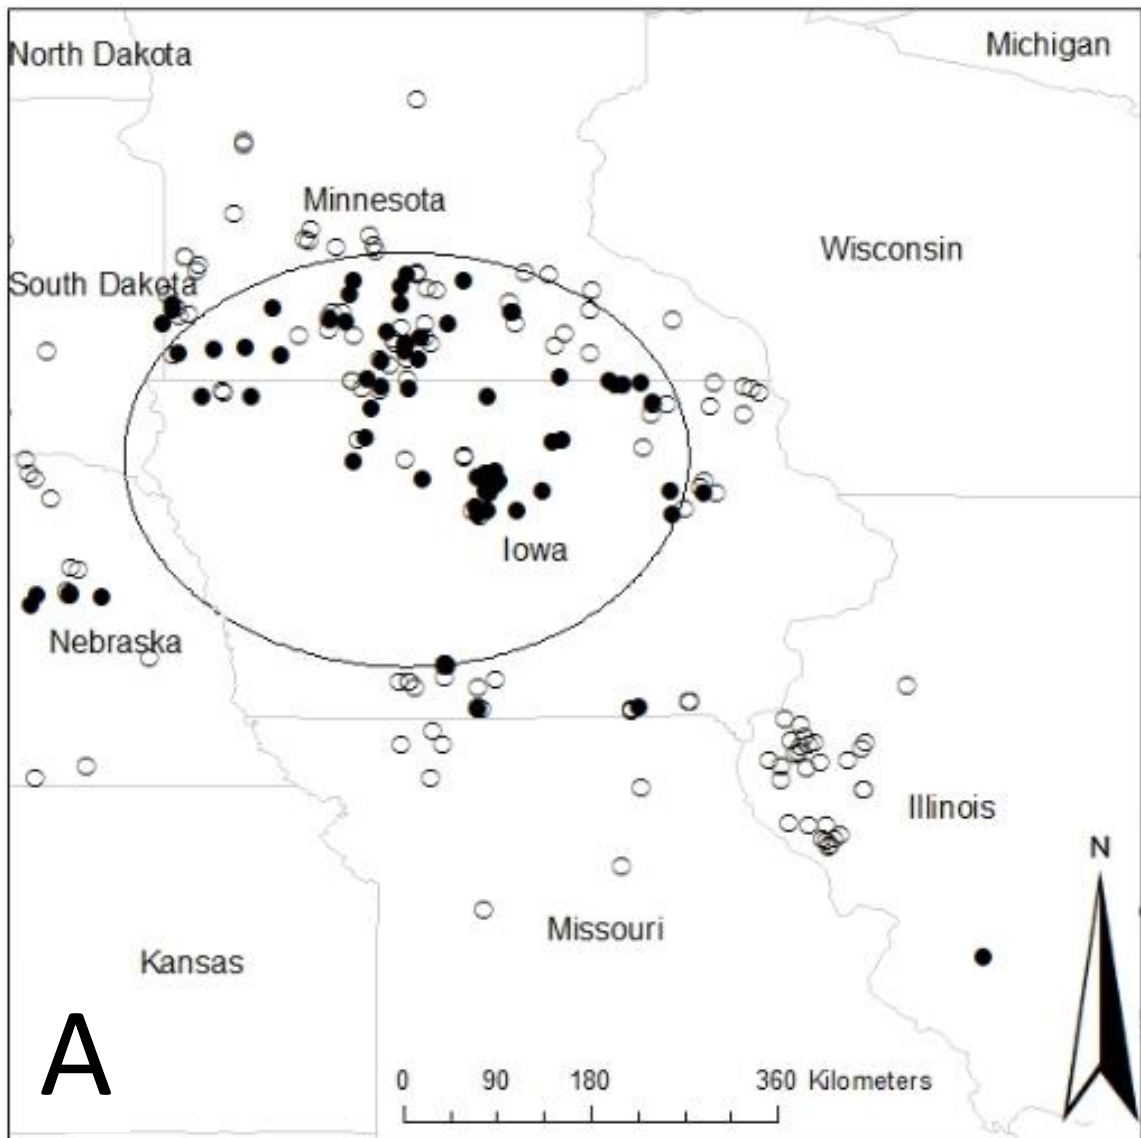 North Dakota
Michigan
Minnesota
Wisconsin
South Dakota
Iowa
Nebraska
Illinois
N
Missouri
Kansas
A
0 90 180 360 Kilometers